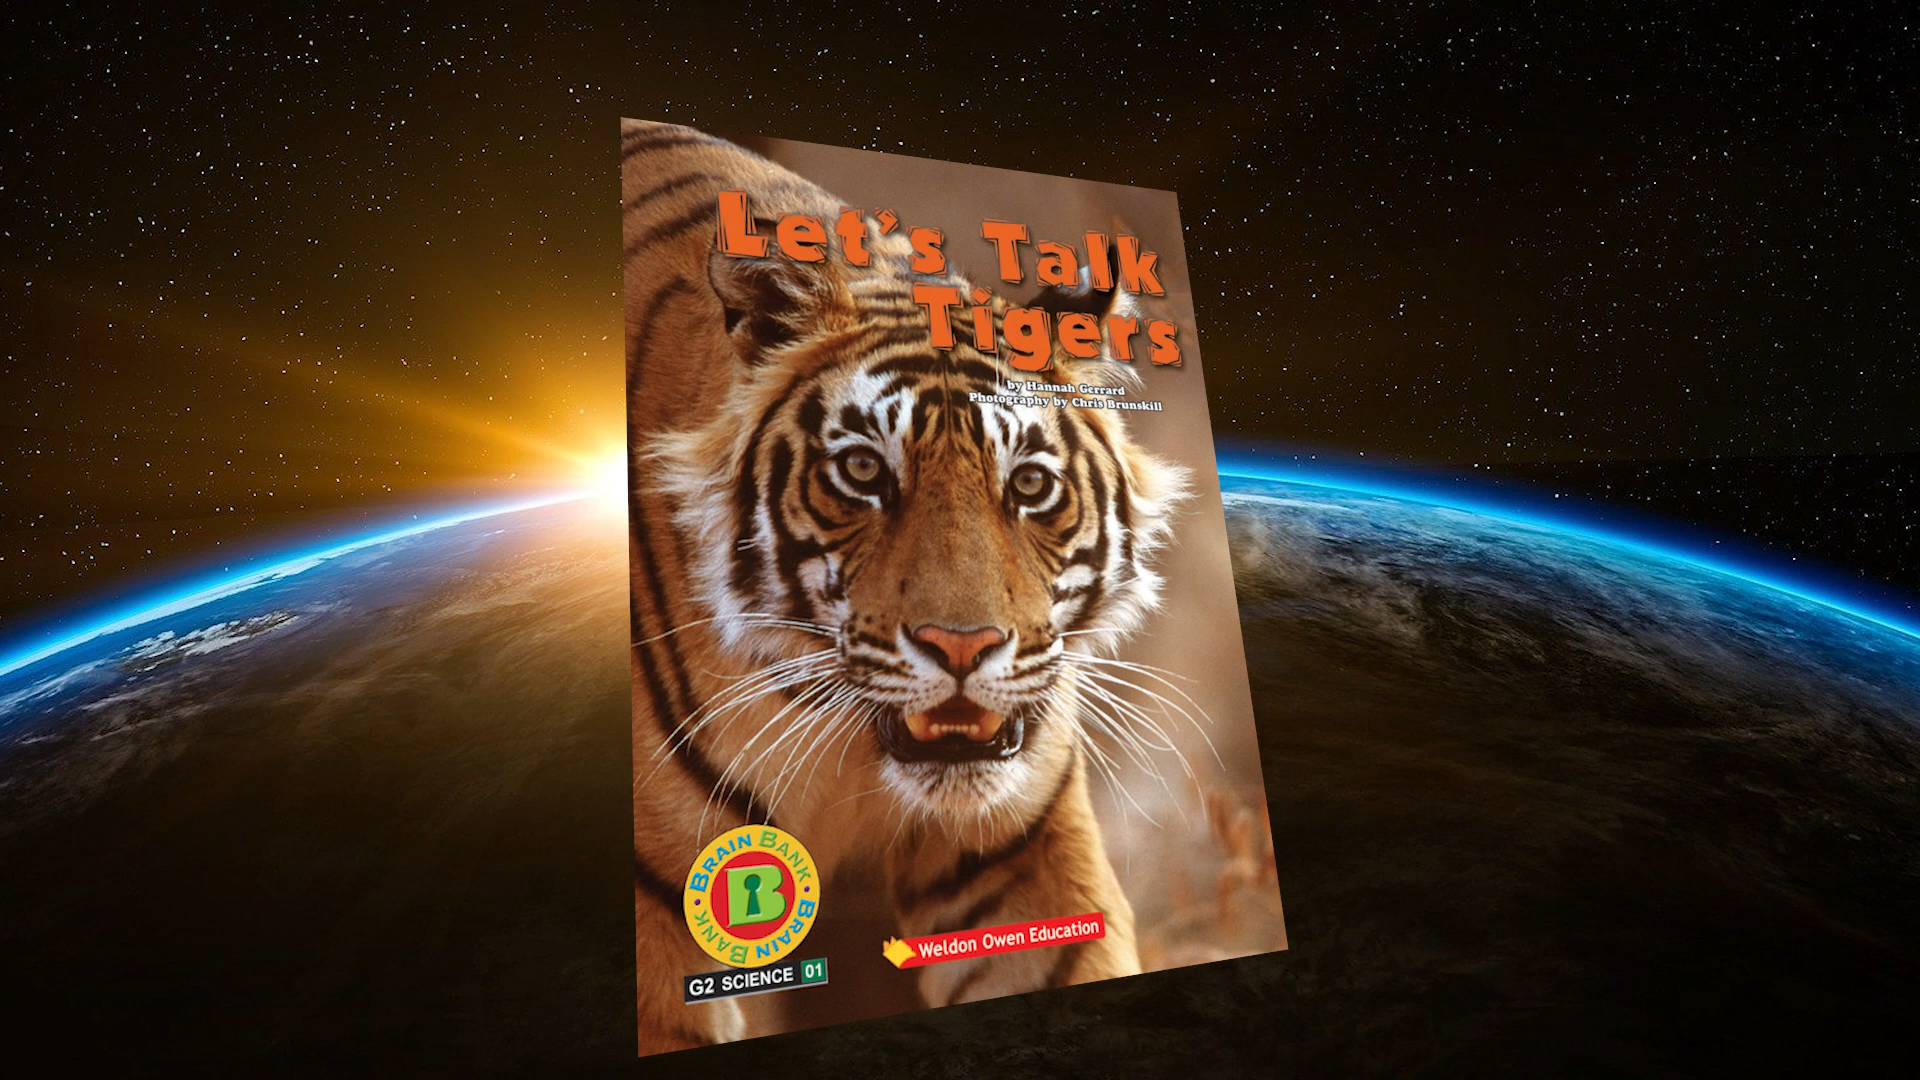 Let's Talk
Tigers
by Hannah Gerrard
Photography by Chris Brunskill
BRAIN BANK • BRAIN BANK •
B
G2 SCIENCE 01
Weldon Owen Education